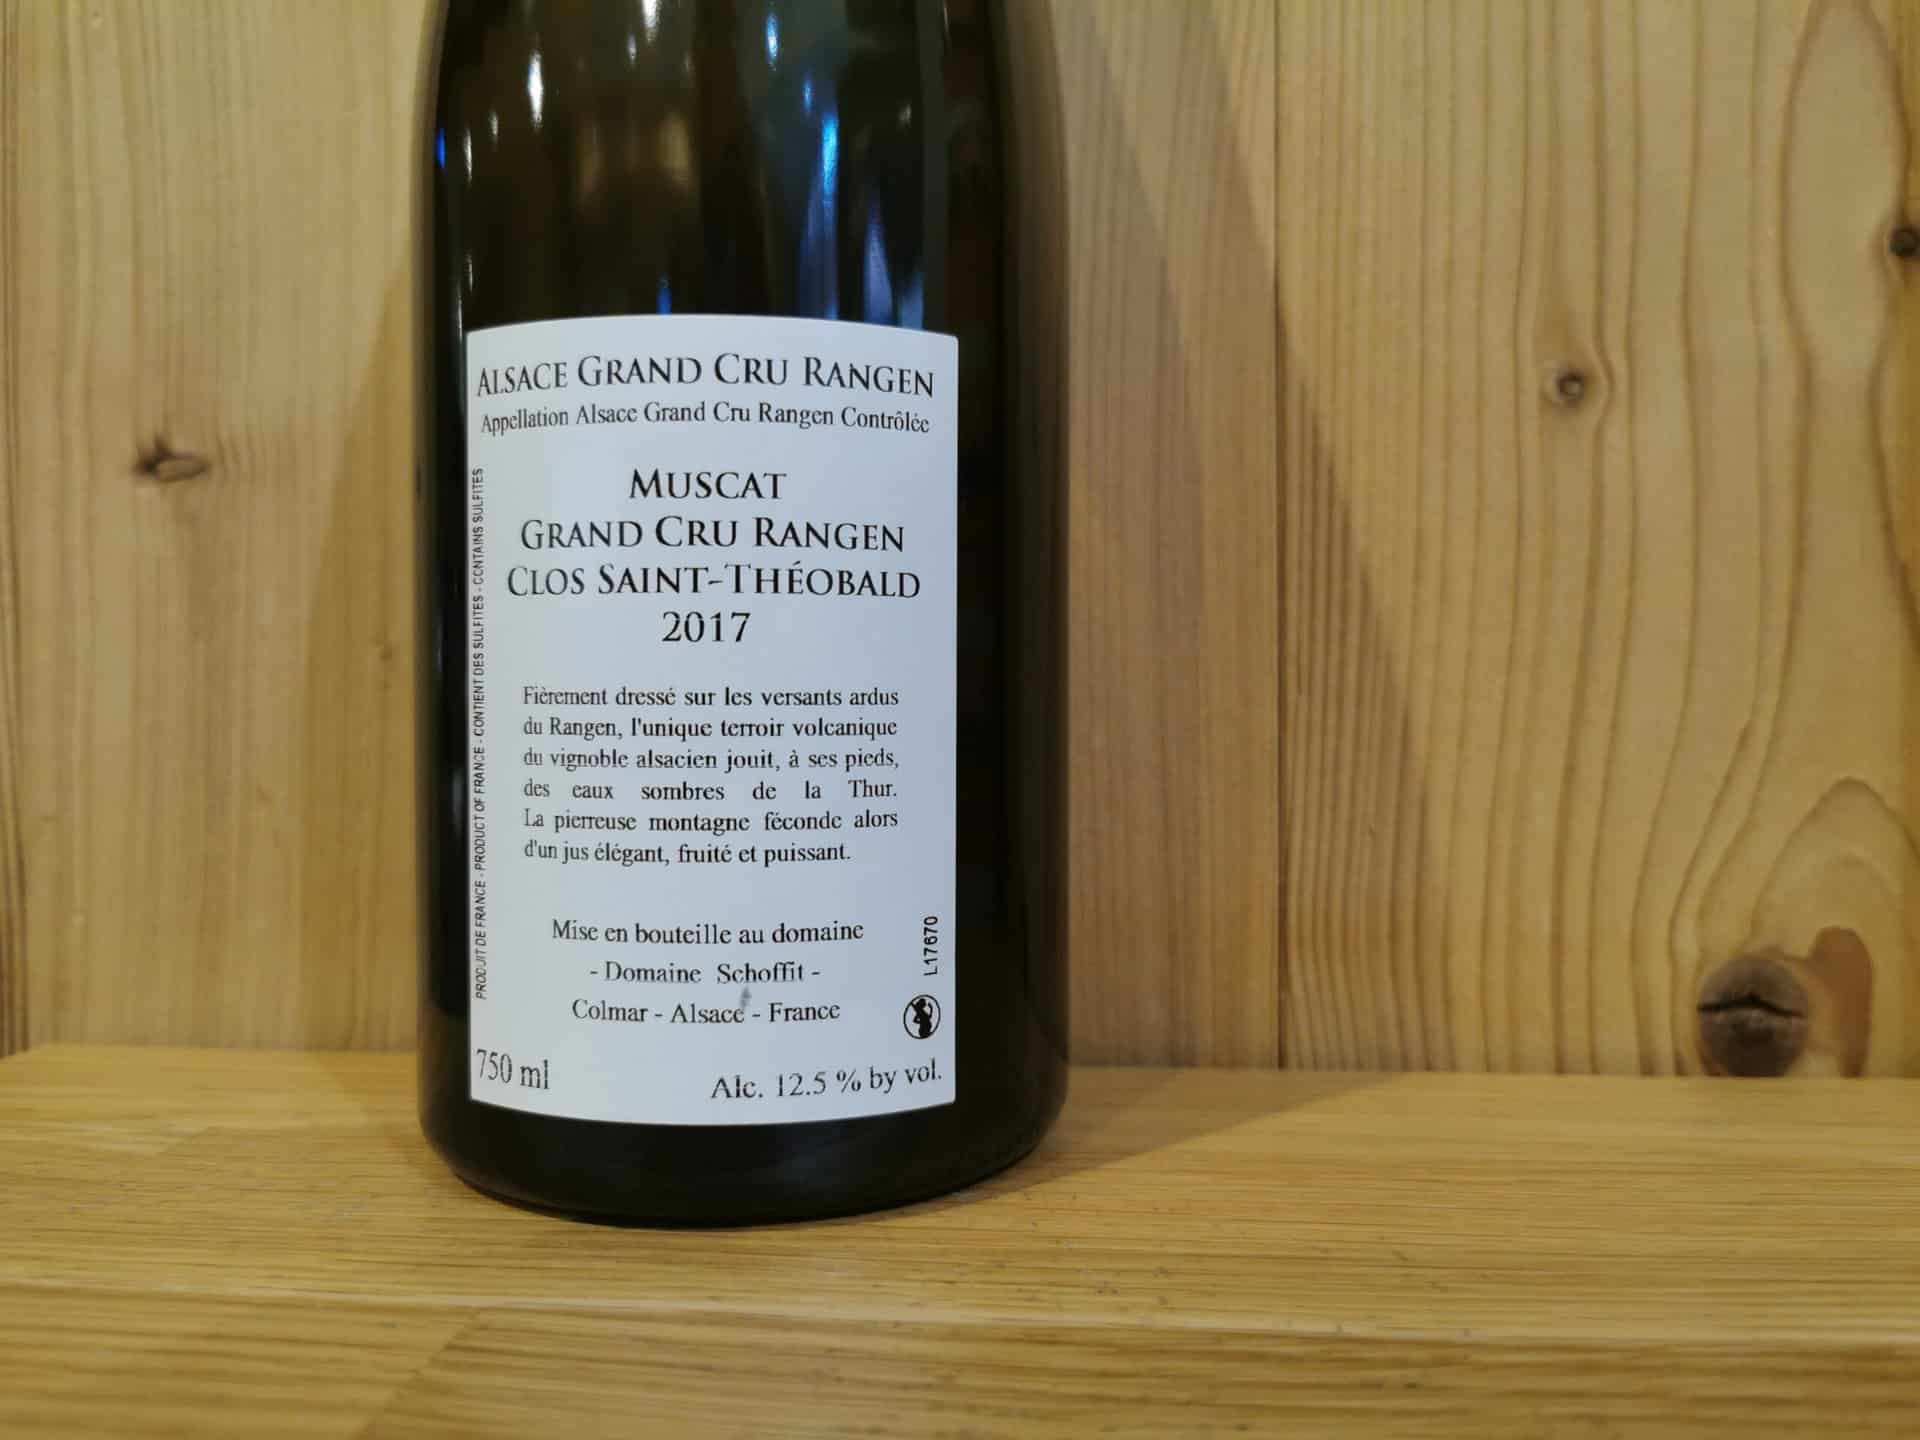 ALSACE GRAND CRU RANGEN
Appellation Alsace Grand Cru Rangen Contrôlée
MUSCAT
GRAND CRU RANGEN
CLOS SAINT-THÉOBALD
2017
Fièrement dressé sur les versants ardus
du Rangen, l'unique terroir volcanique
du vignoble alsacien jouit, à ses pieds,
des eaux sombres de la Thur.
La pierreuse montagne féconde alors
d'un jus élégant, fruité et puissant.
Mise en bouteille au domaine
- Domaine Schoffit -
Colmar - Alsace - France
750 ml
Alc. 12.5 % by vol.
PRODUIT DE FRANCE - PRODUCT OF FRANCE - CONTIENT DES SULFITES - CONTAINS SULFITES
L17670